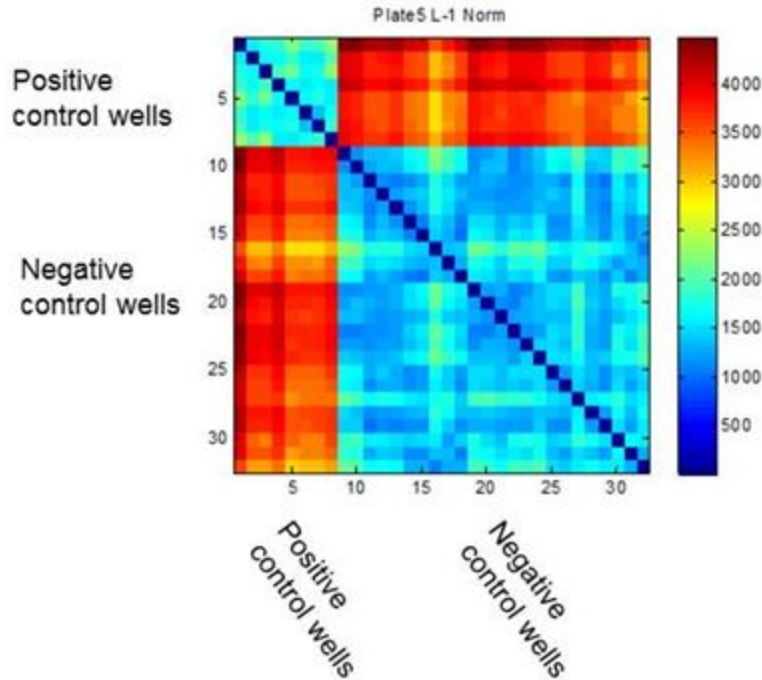 Plate5 L-1 Norm
Positive
control wells
Negative
control wells
5
10
15
20
25
30
5
10
15
20
25
30
4000
3500
3000
2500
2000
1500
1000
500
Positive
control wells
Negative
control wells